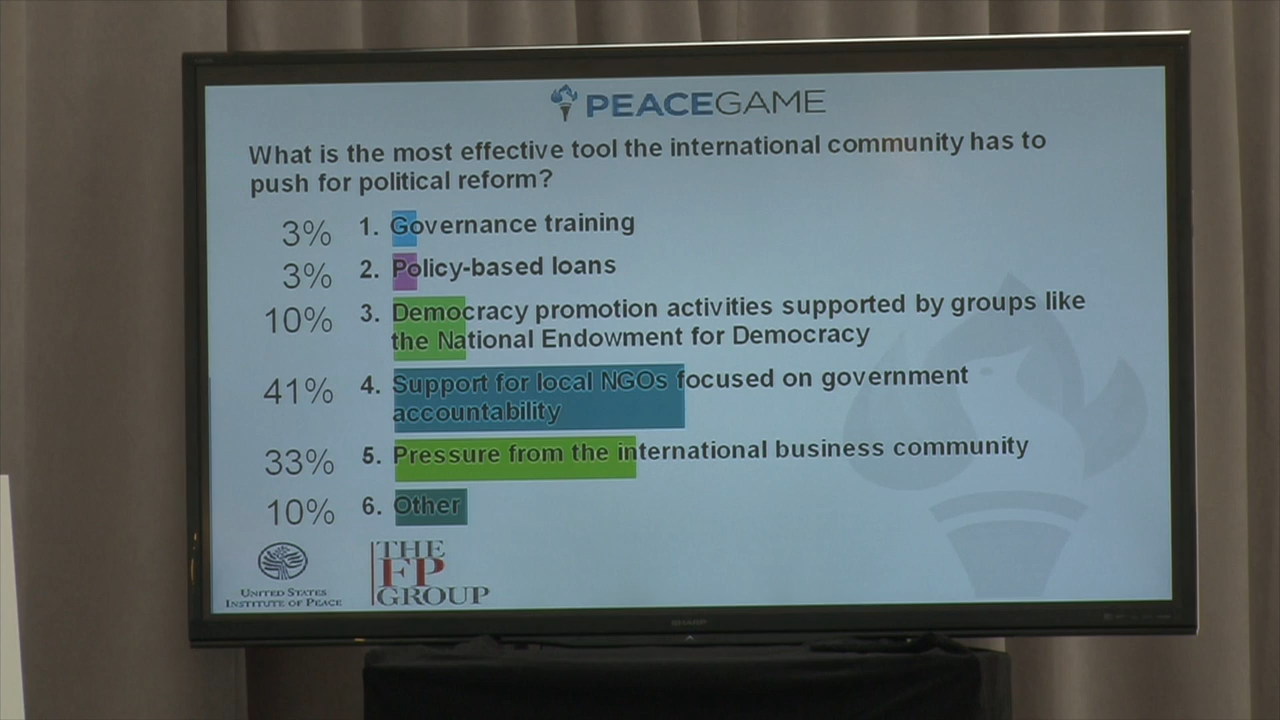 PEACEGAME
What is the most effective tool the international community has to
push for political reform?
3% 1. Governance training
3% 2. Policy-based loans
10% 3. Democracy promotion activities supported by groups like
the National Endowment for Democracy
41% 4. Support for local NGOs focused on government
accountability
33% 5. Pressure from the international business community
10% 6. Other
UNITED STATES
INSTITUTE OF PEACE
THE
FP
GROUP
SHARP